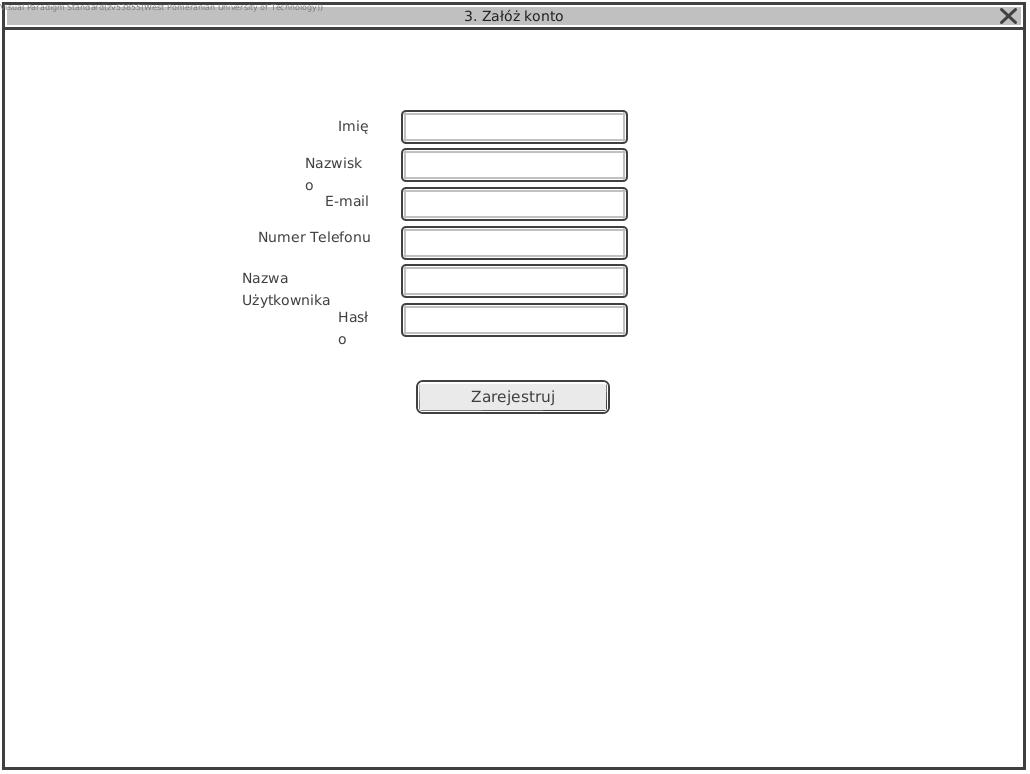 Visual Paradigm Standard(zv53855(West Pomeranian University of Technology))
3. Załóż konto
Imię
Nazwisk
o
E-mail
Numer Telefonu
Nazwa
Użytkownika
Hasł
o
Zarejestruj